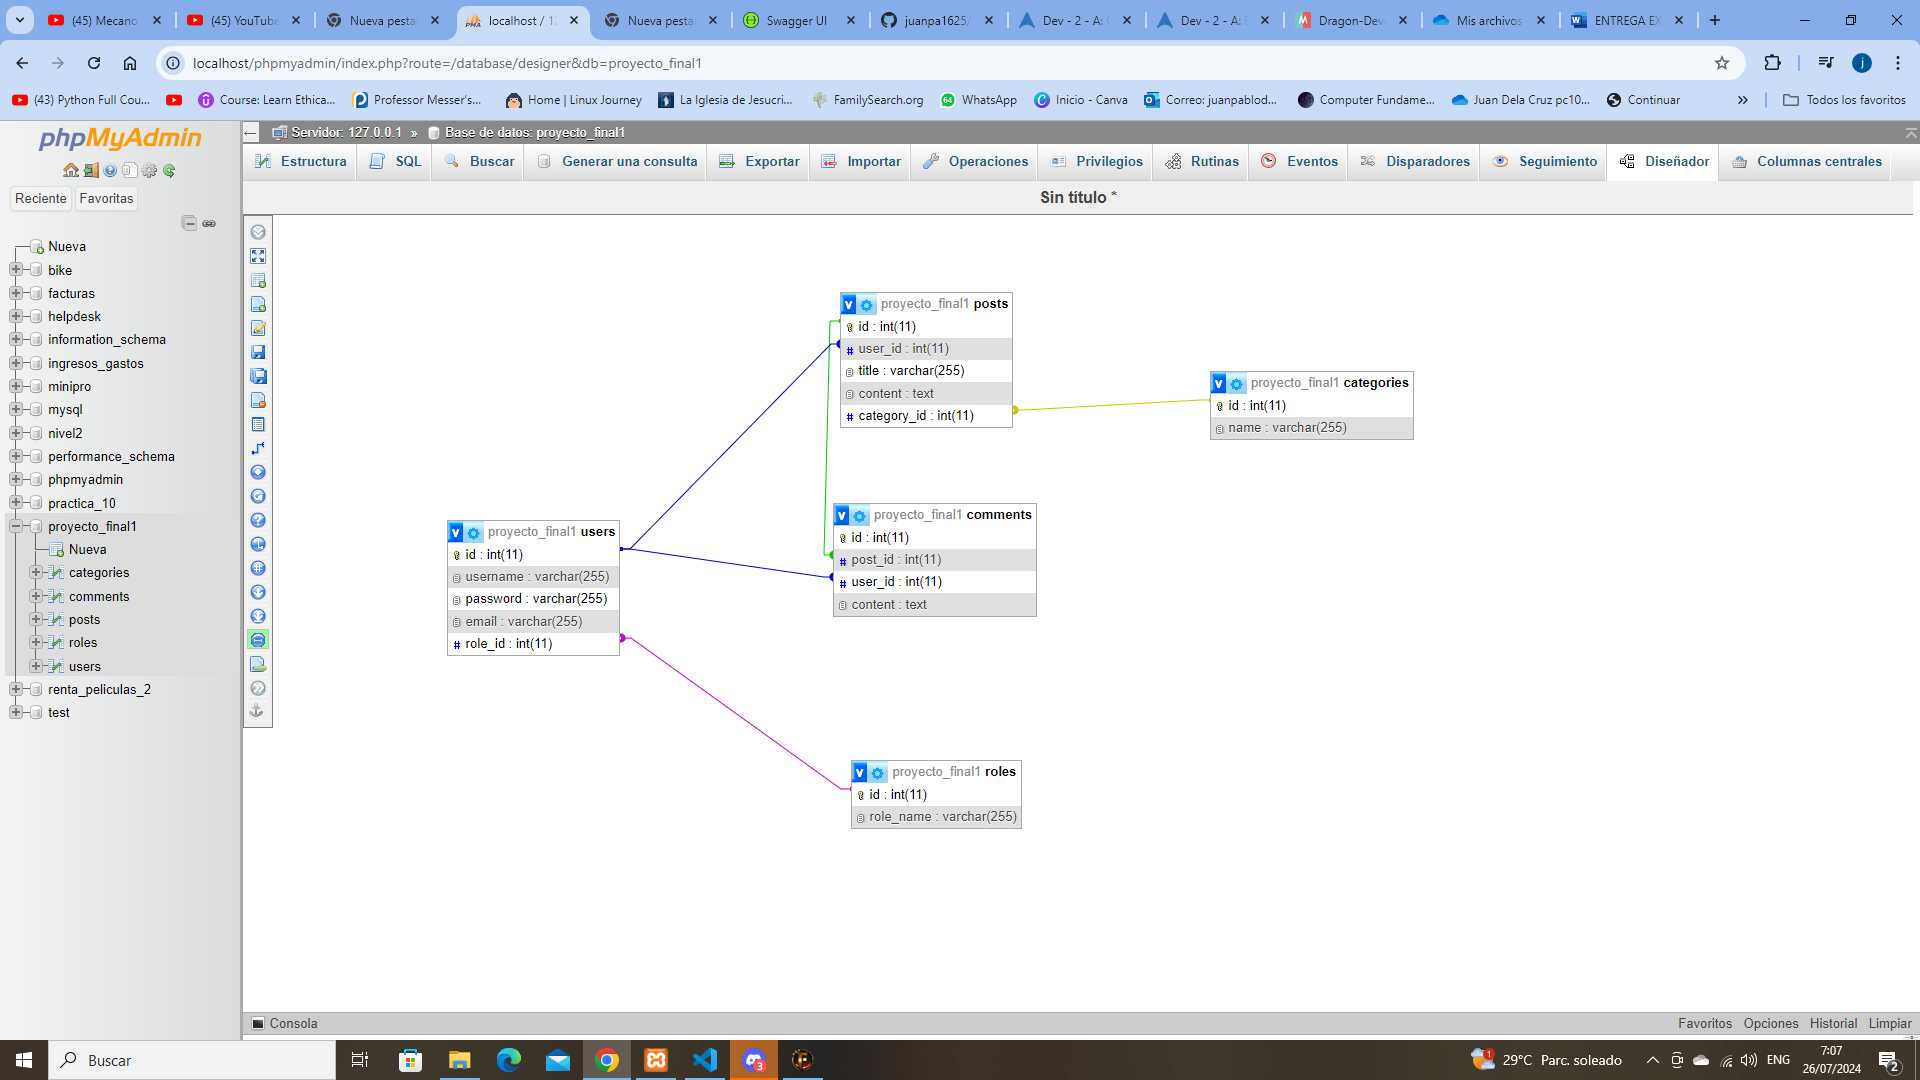 (45) Mecano
(45) YouTube
Nueva pesta
localhost / 12
Nueva pesta
Swagger UI
juanpa1625/
Dev - 2 - A: 
Dev - 2 - A: 
Dragon-Dev
Mis archivos
ENTREGA EX
localhost/phpmyadmin/index.php?route=/database/designer&db=proyecto_final1
j
(43) Python Full Cou...
Course: Learn Ethica...
Professor Messer's...
Home | Linux Journey
La Iglesia de Jesucri...
FamilySearch.org
WhatsApp
Inicio - Canva
Correo: juanpablod...
Computer Fundame...
Juan Dela Cruz pc10...
Continuar
Todos los favoritos
phpMyAdmin
Reciente
Favoritas
Nueva
bike
facturas
helpdesk
information_schema
ingresos_gastos
minipro
mysql
nivel2
performance_schema
phpmyadmin
practica_10
proyecto_final1
Nueva
categories
comments
posts
roles
users
renta_peliculas_2
test
Servidor: 127.0.0.1 » Base de datos: proyecto_final1
Estructura
SQL
Buscar
Generar una consulta
Exportar
Importar
Operaciones
Privilegios
Rutinas
Eventos
Disparadores
Seguimiento
Diseñador
Columnas centrales
Sin título *
proyecto_final1 posts
id : int(11)
user_id : int(11)
title : varchar(255)
content : text
category_id : int(11)
proyecto_final1 categories
id : int(11)
name : varchar(255)
proyecto_final1 comments
id : int(11)
post_id : int(11)
user_id : int(11)
content : text
proyecto_final1 users
id : int(11)
username : varchar(255)
password : varchar(255)
email : varchar(255)
role_id : int(11)
proyecto_final1 roles
id : int(11)
role_name : varchar(255)
Consola
Favoritos
Opciones
Historial
Limpiar
Buscar
29°C Parc. soleado
ENG
7:07
26/07/2024